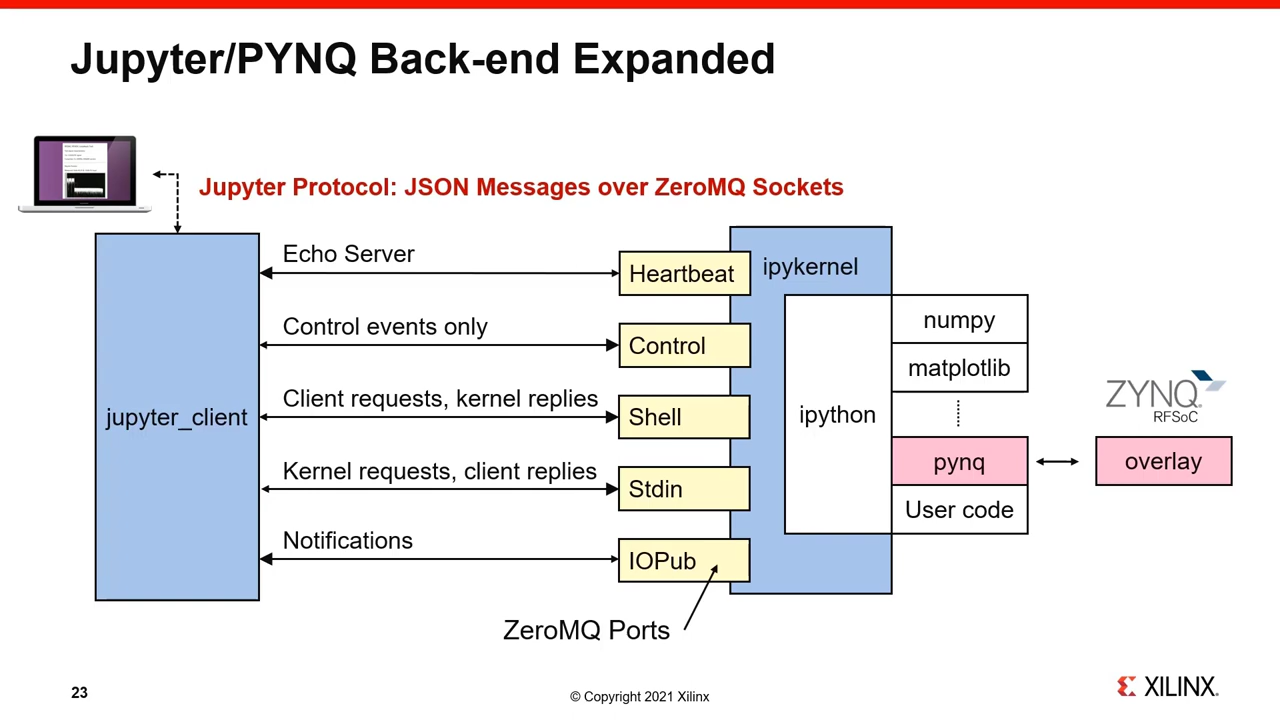 Jupyter/PYNQ Back-end Expanded
Jupyter Protocol: JSON Messages over ZeroMQ Sockets
jupyter_client
Echo Server
Control events only
Client requests, kernel replies
Kernel requests, client replies
Notifications
Heartbeat
Control
Shell
Stdin
IOPub
ZeroMQ Ports
ipykernel
ipython
numpy
matplotlib
pynq
User code
ZYNQ
RFSoC
overlay
23
© Copyright 2021 Xilinx
XILINX